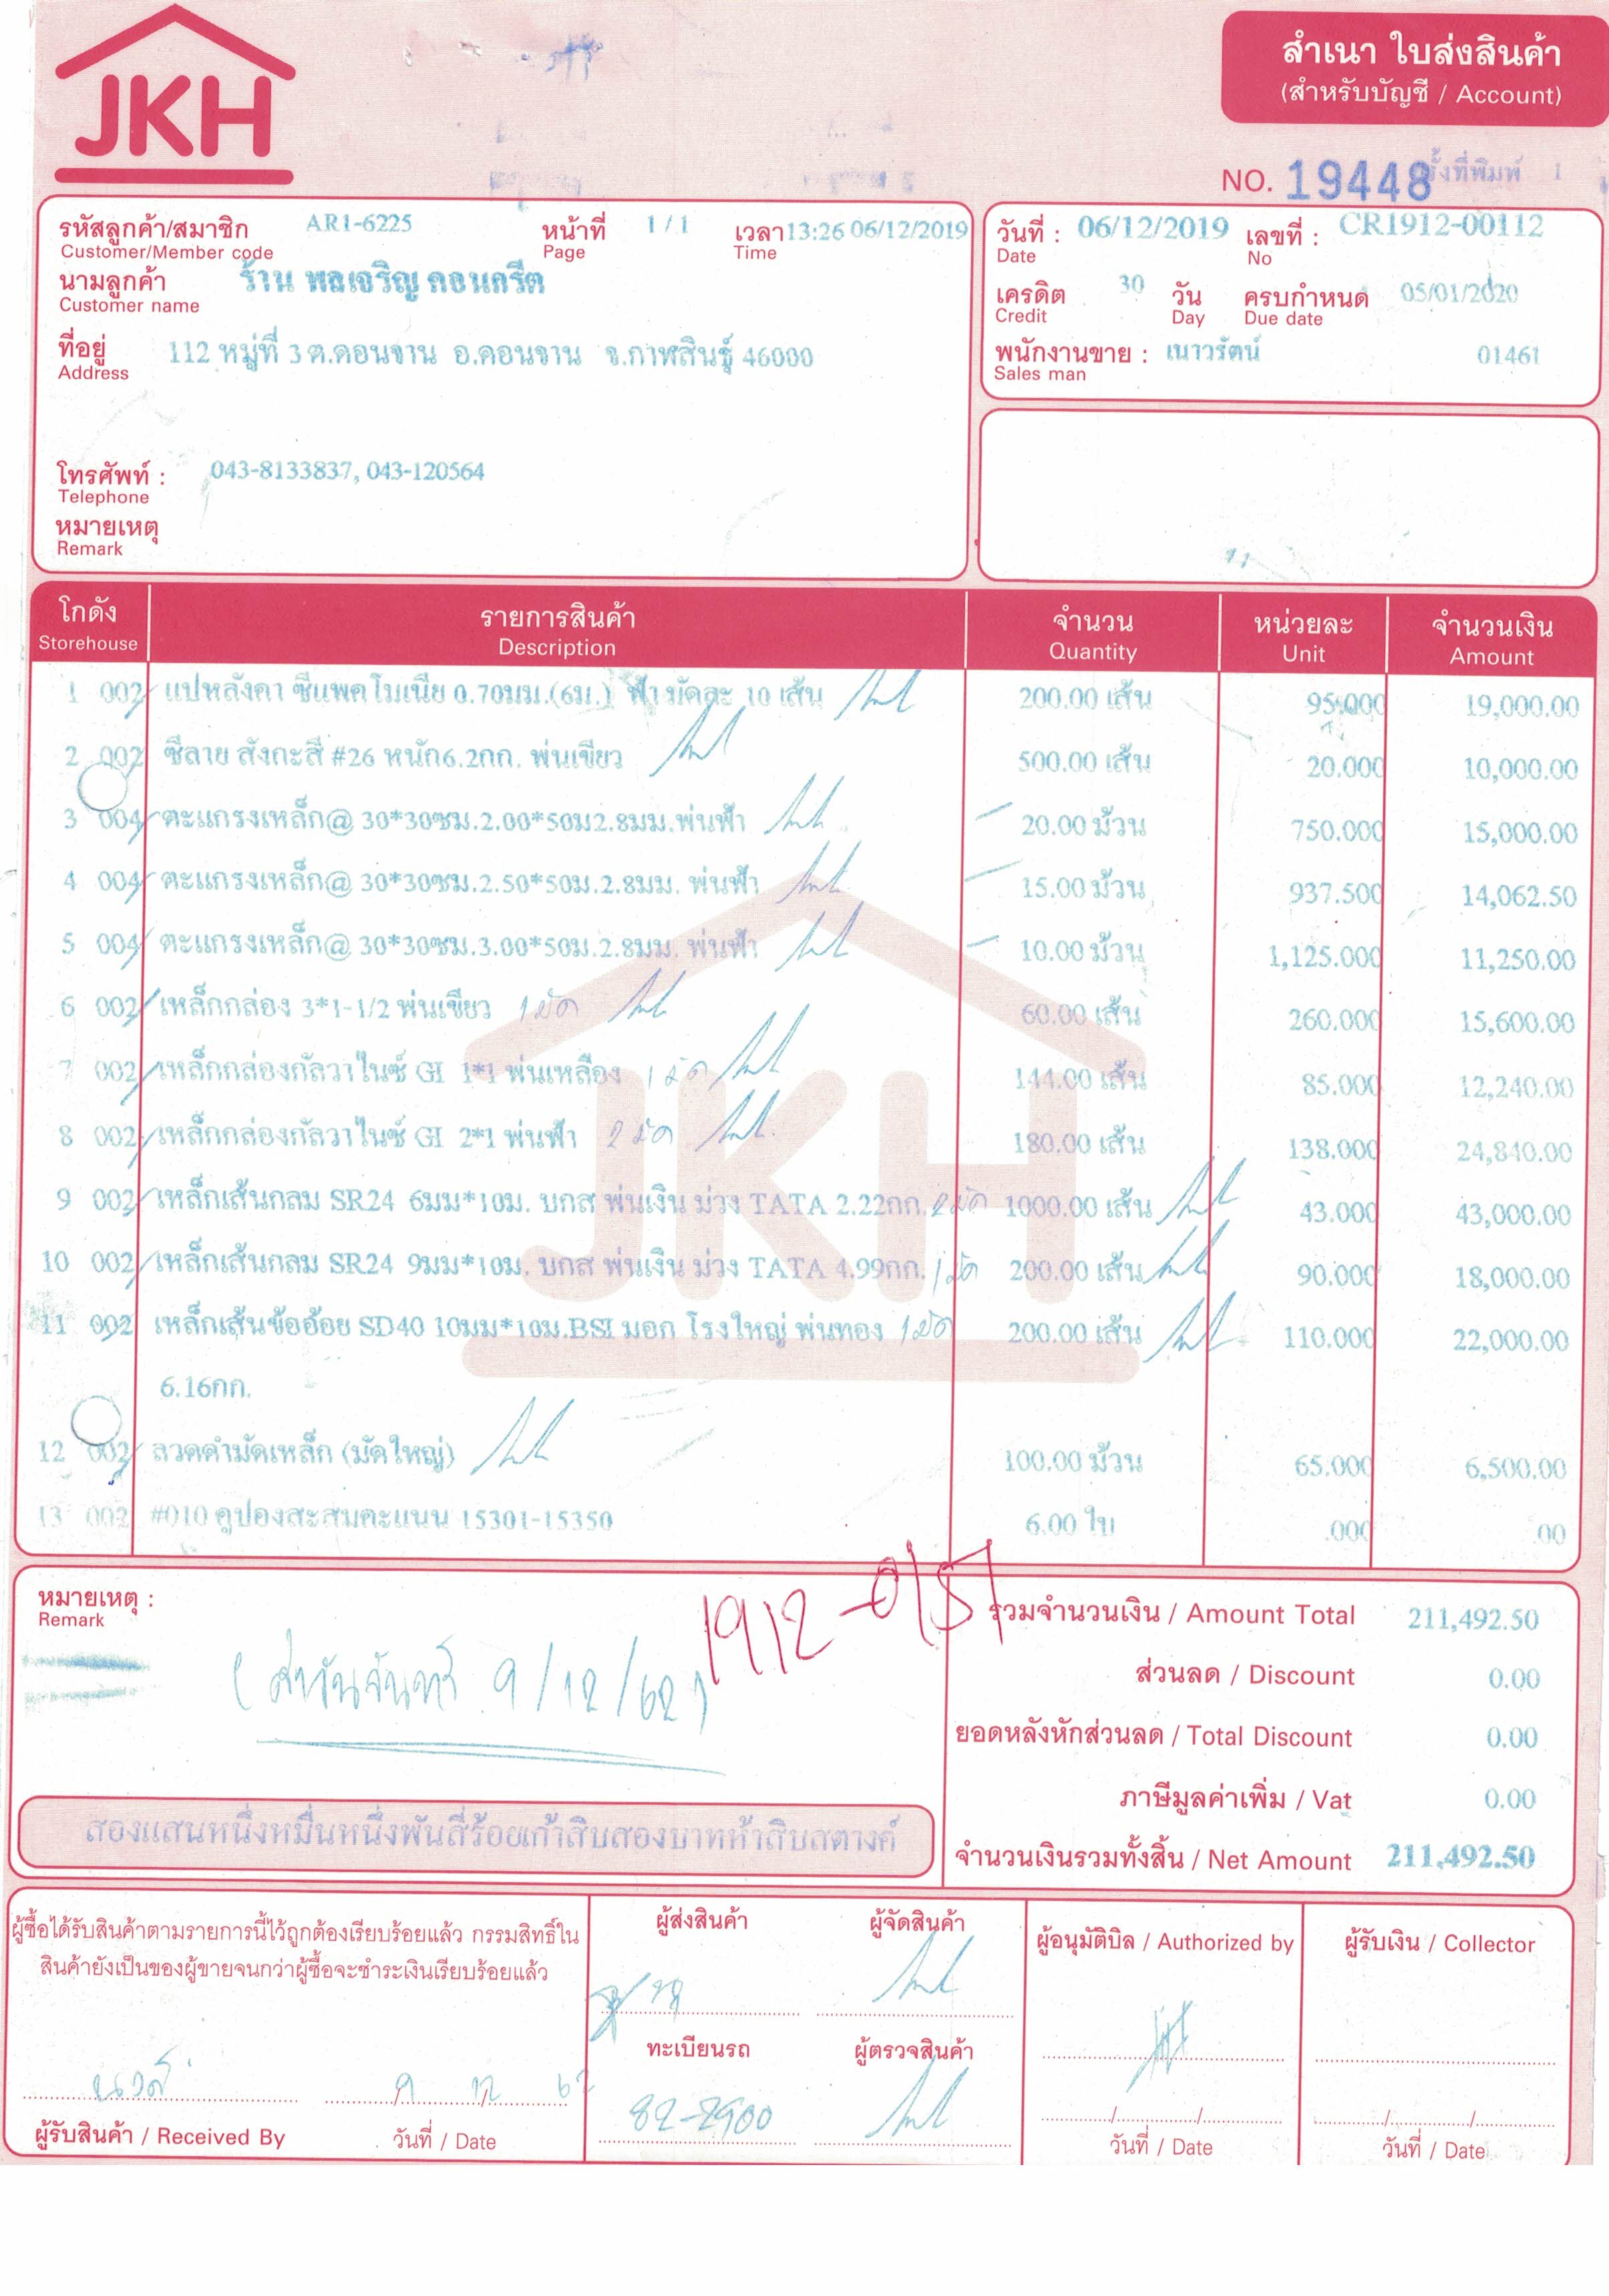 JKH
สำเนา ใบส่งสินค้า
(สำหรับบัญชี / Account)
NO. 19448 ครั้งที่พิมพ์ 1
รหัสลูกค้า/สมาชิก AR1-6225 หน้าที่ 1 / 1 เวลา 13:26 06/12/2019
Customer/Member code Page Time
นามลูกค้า ร้าน พลเจริญ คอนกรีต
Customer name
ที่อยู่ 112 หมู่ที่ 3 ต.ดอนจาน อ.ดอนจาน จ.กาฬสินธุ์ 46000
Address
โทรศัพท์ : 043-8133837, 043-120564
Telephone
หมายเหตุ
Remark
วันที่ : 06/12/2019 เลขที่ : CR1912-00112
Date No
เครดิต 30 วัน ครบกำหนด 05/01/2020
Credit Day Due date
พนักงานขาย : เนาวรัตน์ 01461
Sales man
โกดัง รายการสินค้า จำนวน หน่วยละ จำนวนเงิน
Storehouse Description Quantity Unit Amount
1 002 แปหลังคา ซีแพค โมเนีย 0.70มม.(6ม.) ฟ้า มัดละ 10 เส้น 200.00 เส้น 95.000 19,000.00
2 002 ซีลาย สังกะสี #26 หนัก6.2กก. พ่นเขียว 500.00 เส้น 20.000 10,000.00
3 004 ตะแกรงเหล็ก@ 30*30ซม.2.00*50ม2.8มม.พ่นฟ้า 20.00 ม้วน 750.000 15,000.00
4 004 ตะแกรงเหล็ก@ 30*30ซม.2.50*50ม.2.8มม. พ่นฟ้า 15.00 ม้วน 937.500 14,062.50
5 004 ตะแกรงเหล็ก@ 30*30ซม.3.00*50ม.2.8มม. พ่นฟ้า 10.00 ม้วน 1,125.000 11,250.00
6 002 เหล็กกล่อง 3*1-1/2 พ่นเขียว 1 มัด 60.00 เส้น 260.000 15,600.00
7 002 เหล็กกล่องกัลวาไนซ์ GI 1*1 พ่นเหลือง 1 มัด 144.00 เส้น 85.000 12,240.00
8 002 เหล็กกล่องกัลวาไนซ์ GI 2*1 พ่นฟ้า 2 มัด 180.00 เส้น 138.000 24,840.00
9 002 เหล็กเส้นกลม SR24 6มม*10ม. บกส พ่นเงิน ม่วง TATA 2.22กก. 2 มัด 1000.00 เส้น 43.000 43,000.00
10 002 เหล็กเส้นกลม SR24 9มม*10ม. บกส พ่นเงิน ม่วง TATA 4.99กก. 1 มัด 200.00 เส้น 90.000 18,000.00
11 002 เหล็กเส้นข้ออ้อย SD40 10มม*10ม.BSI มอก โรงใหญ่ พ่นทอง 1 มัด 200.00 เส้น 110.000 22,000.00
6.16กก.
12 002 ลวดดำมัดเหล็ก (มัดใหญ่) 100.00 ม้วน 65.000 6,500.00
13 002 #010 คูปองสะสมคะแนน 15301-15350 6.00 ใบ .000 .00
หมายเหตุ :
Remark
1912-0151
(ส่งวันจันทร์ 9/12/62)
รวมจำนวนเงิน / Amount Total 211,492.50
ส่วนลด / Discount 0.00
ยอดหลังหักส่วนลด / Total Discount 0.00
ภาษีมูลค่าเพิ่ม / Vat 0.00
สองแสนหนึ่งหมื่นหนึ่งพันสี่ร้อยเก้าสิบสองบาทห้าสิบสตางค์
จำนวนเงินรวมทั้งสิ้น / Net Amount 211,492.50
ผู้ซื้อได้รับสินค้าตามรายการนี้ไว้ถูกต้องเรียบร้อยแล้ว กรรมสิทธิ์ใน
สินค้ายังเป็นของผู้ขายจนกว่าผู้ซื้อจะชำระเงินเรียบร้อยแล้ว
9 / 12 / 62
ผู้รับสินค้า / Received By วันที่ / Date
ผู้ส่งสินค้า ผู้จัดสินค้า
ทะเบียนรถ ผู้ตรวจสินค้า
82-2900
ผู้อนุมัติบิล / Authorized by ผู้รับเงิน / Collector
วันที่ / Date วันที่ / Date